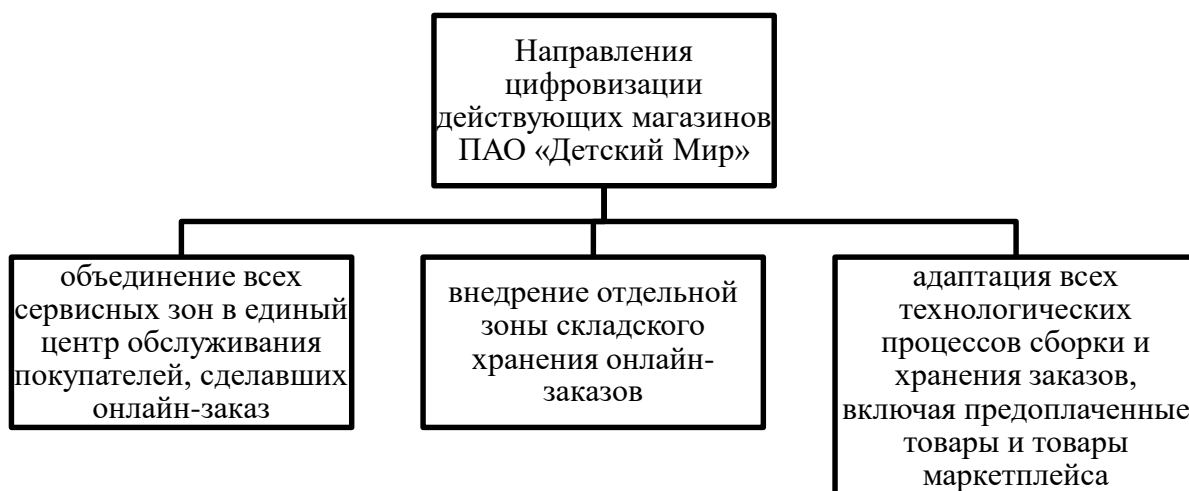 Направления
цифровизации
действующих магазинов
ПАО «Детский Мир»
объединение всех
сервисных зон в единый
центр обслуживания
покупателей, сделавших
онлайн-заказ
внедрение отдельной
зоны складского
хранения онлайн-
заказов
адаптация всех
технологических
процессов сборки и
хранения заказов,
включая предоплаченные
товары и товары
маркетплейса